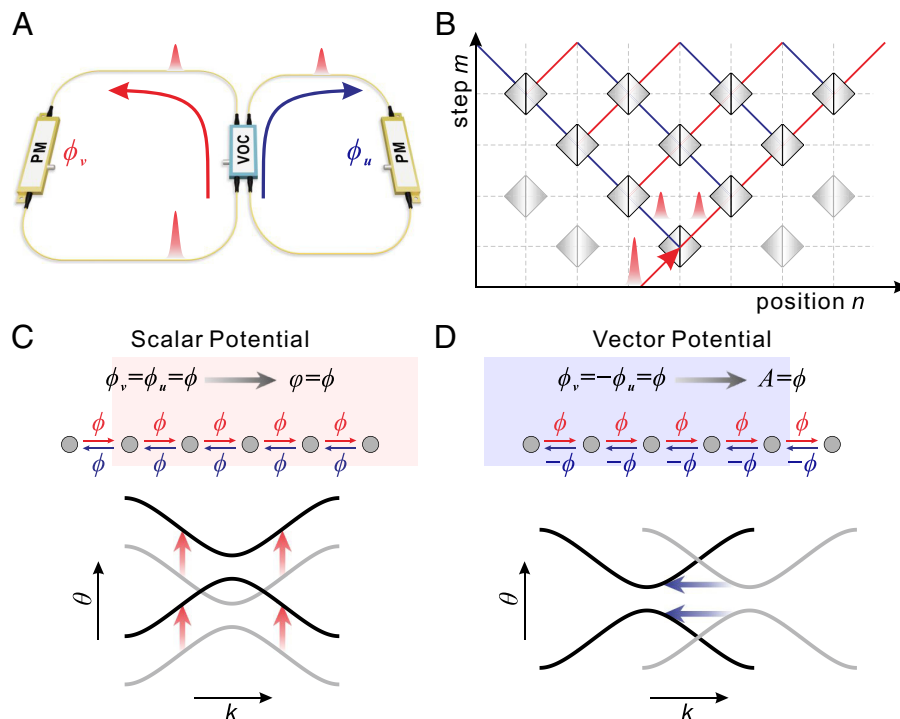 A
PM
ϕv
VOC
ϕu
PM
B
step m
position n
C
Scalar Potential
ϕv=ϕu=ϕ φ=ϕ
ϕ ϕ ϕ ϕ ϕ
ϕ ϕ ϕ ϕ ϕ
θ
k
D
Vector Potential
ϕv=−ϕu=ϕ A=ϕ
ϕ ϕ ϕ ϕ ϕ
−ϕ −ϕ −ϕ −ϕ −ϕ
θ
k